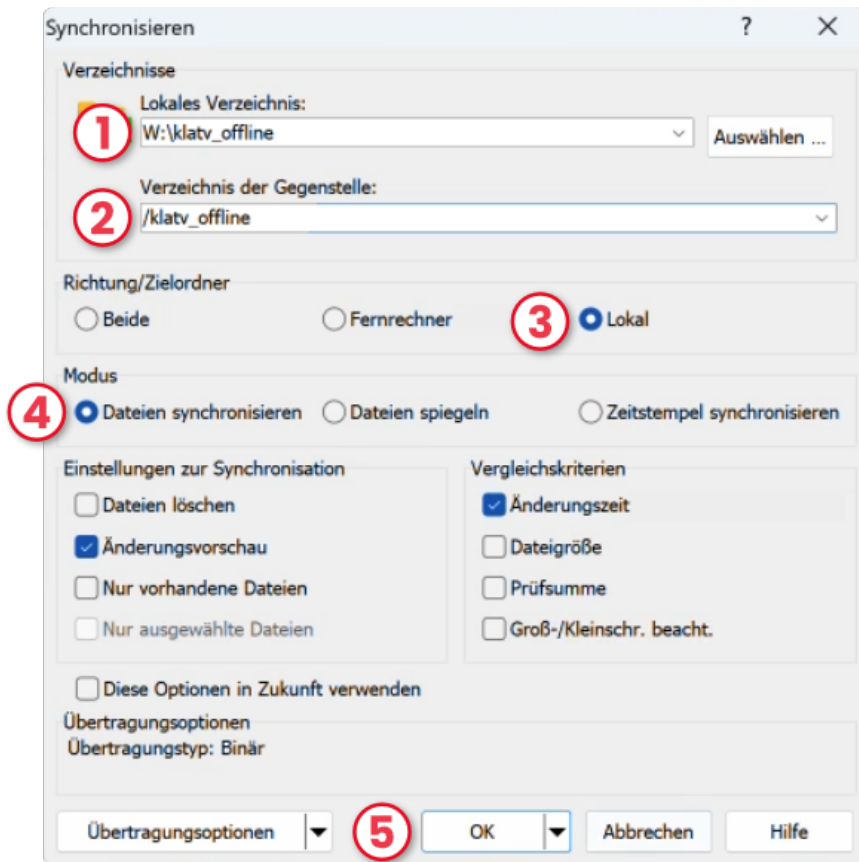 Synchronisieren ? ×
Verzeichnisse
Lokales Verzeichnis:
1 W:\klatv_offline Auswählen ...
Verzeichnis der Gegenstelle:
2 /klatv_offline
Richtung/Zielordner
Beide Fernrechner 3 Lokal
Modus
4 Dateien synchronisieren Dateien spiegeln Zeitstempel synchronisieren
Einstellungen zur Synchronisation Vergleichskriterien
Dateien löschen Änderungszeit
Änderungsvorschau Dateigröße
Nur vorhandene Dateien Prüfsumme
Nur ausgewählte Dateien Groß-/Kleinschr. beacht.
Diese Optionen in Zukunft verwenden
Übertragungsoptionen
Übertragungstyp: Binär
Übertragungsoptionen 5 OK Abbrechen Hilfe